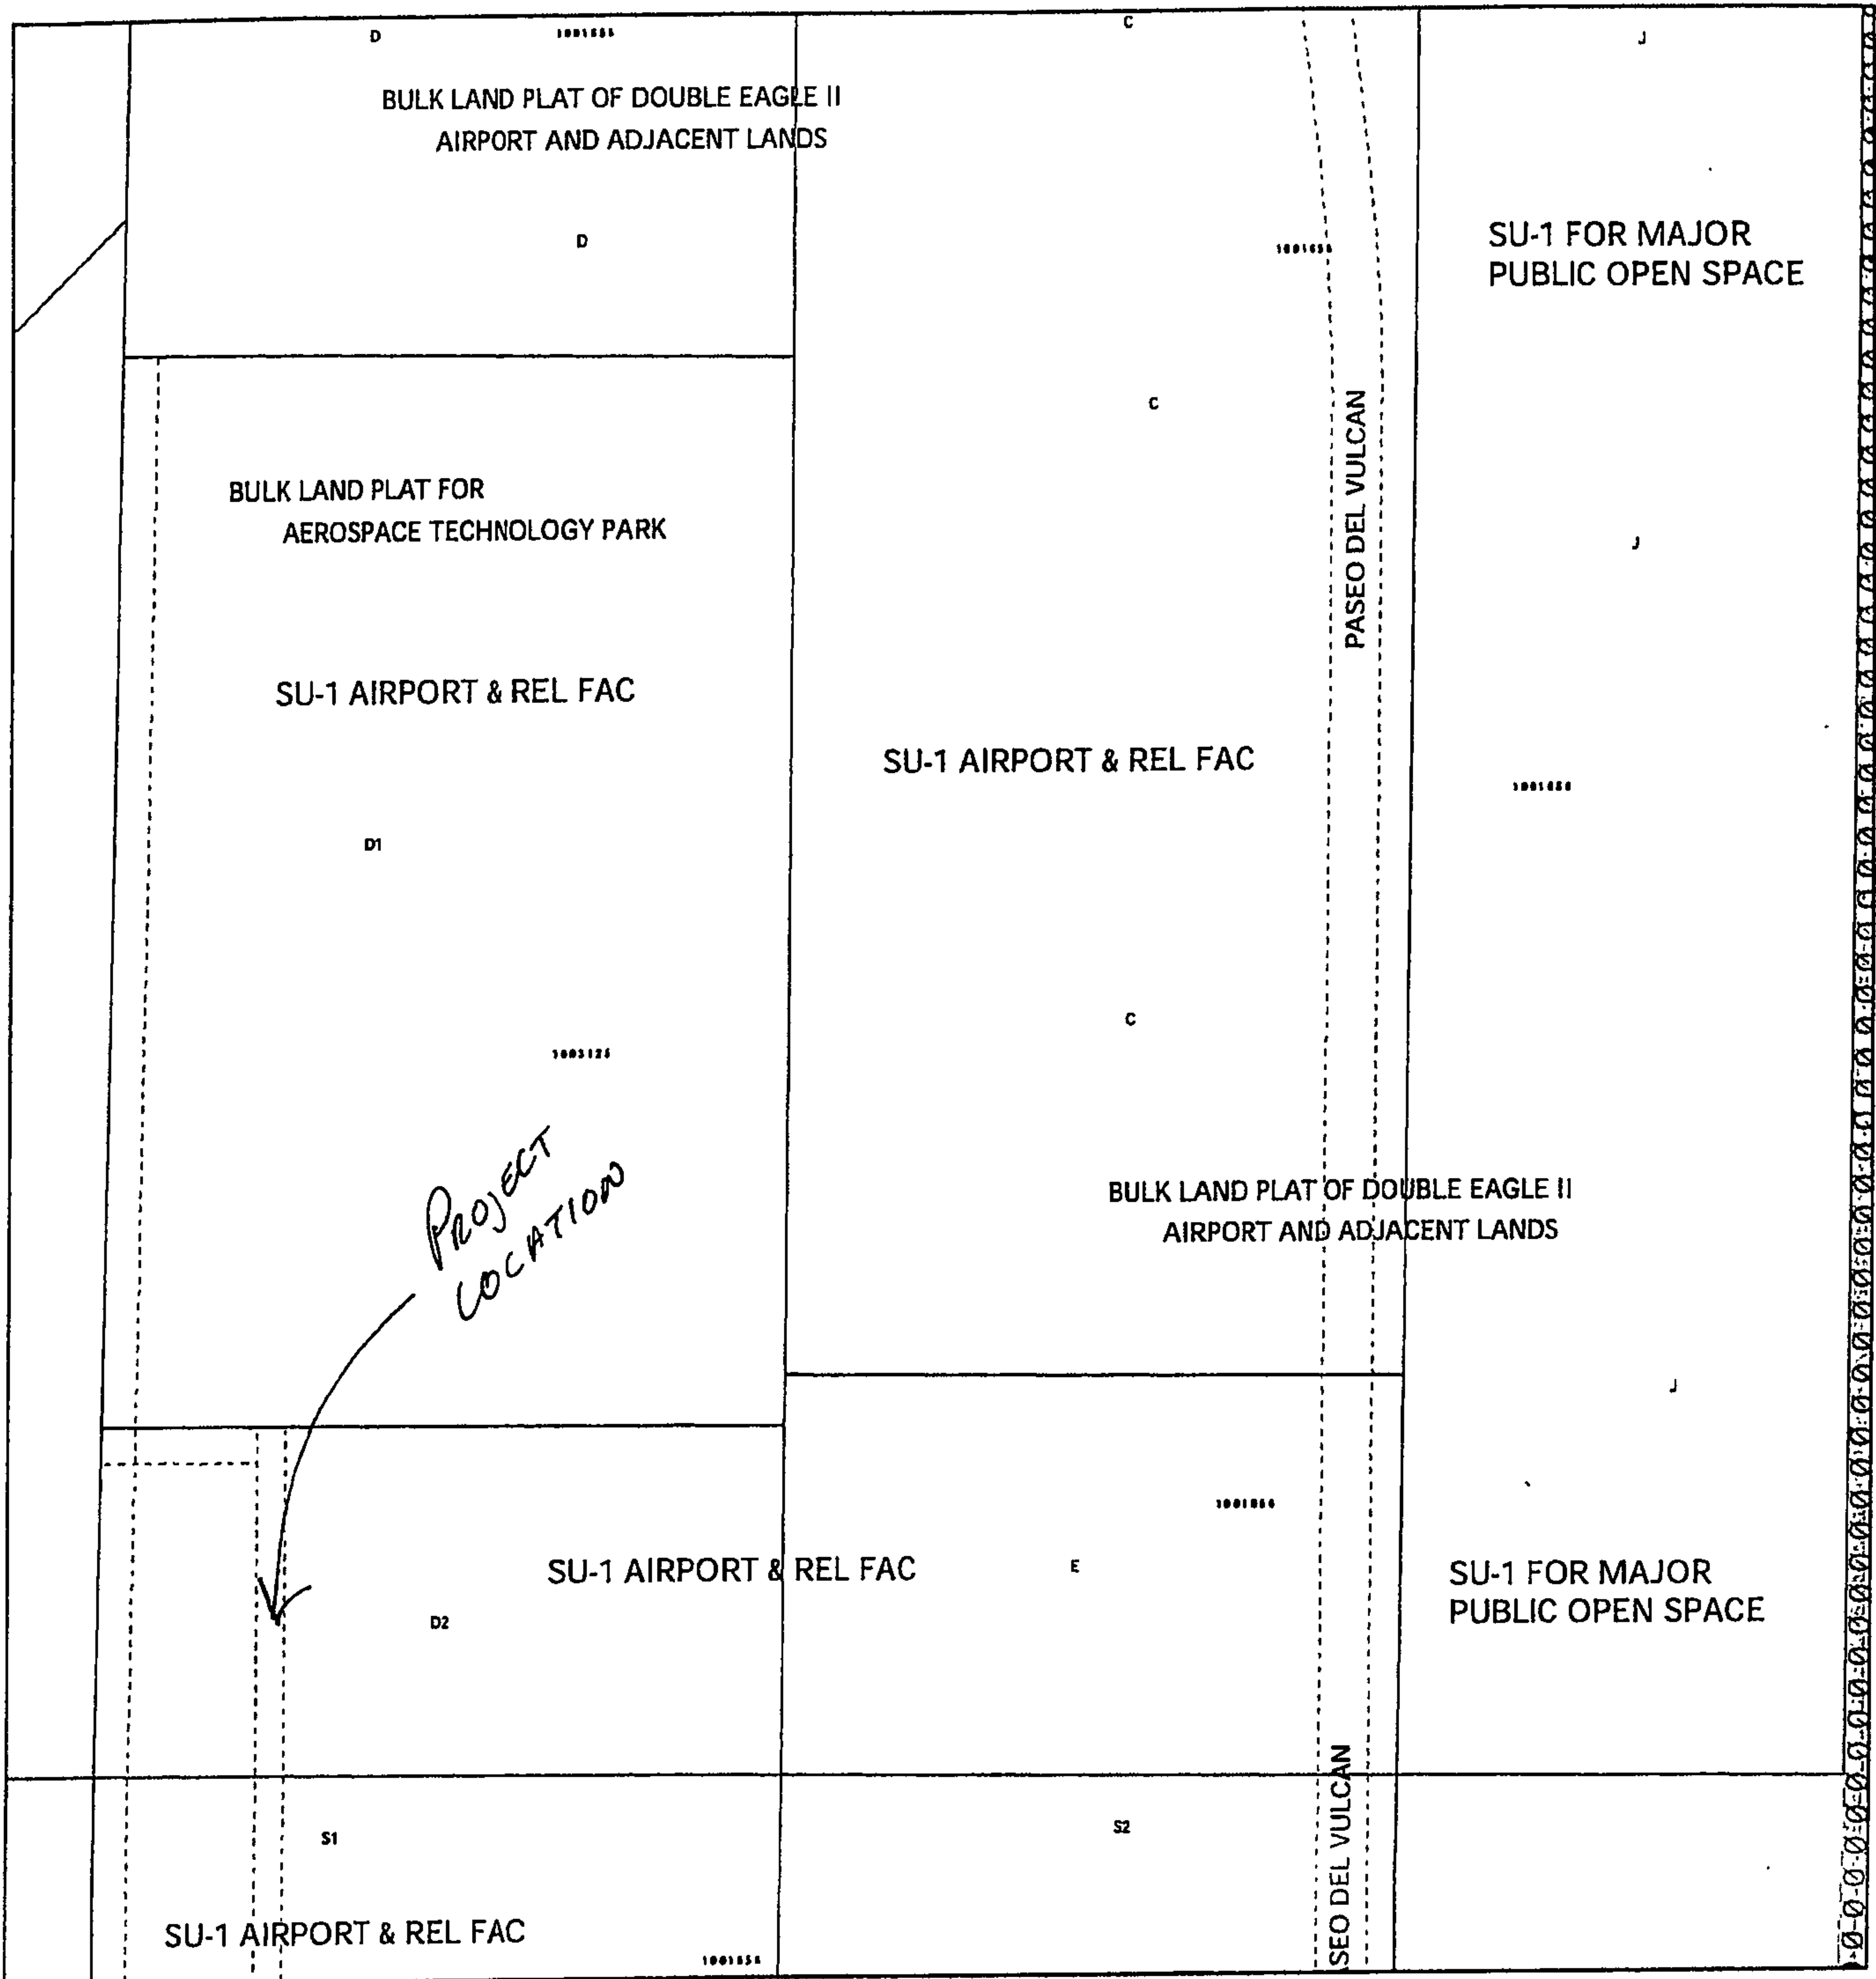 D
C
J
BULK LAND PLAT OF DOUBLE EAGLE II
AIRPORT AND ADJACENT LANDS
D
SU-1 FOR MAJOR
PUBLIC OPEN SPACE
C
PASEO DEL VULCAN
BULK LAND PLAT FOR
AEROSPACE TECHNOLOGY PARK
J
SU-1 AIRPORT & REL FAC
SU-1 AIRPORT & REL FAC
D1
C
1003125
PROJECT
LOCATION
BULK LAND PLAT OF DOUBLE EAGLE II
AIRPORT AND ADJACENT LANDS
J
SU-1 AIRPORT & REL FAC
E
SU-1 FOR MAJOR
PUBLIC OPEN SPACE
D2
S1
S2
SEO DEL VULCAN
SU-1 AIRPORT & REL FAC